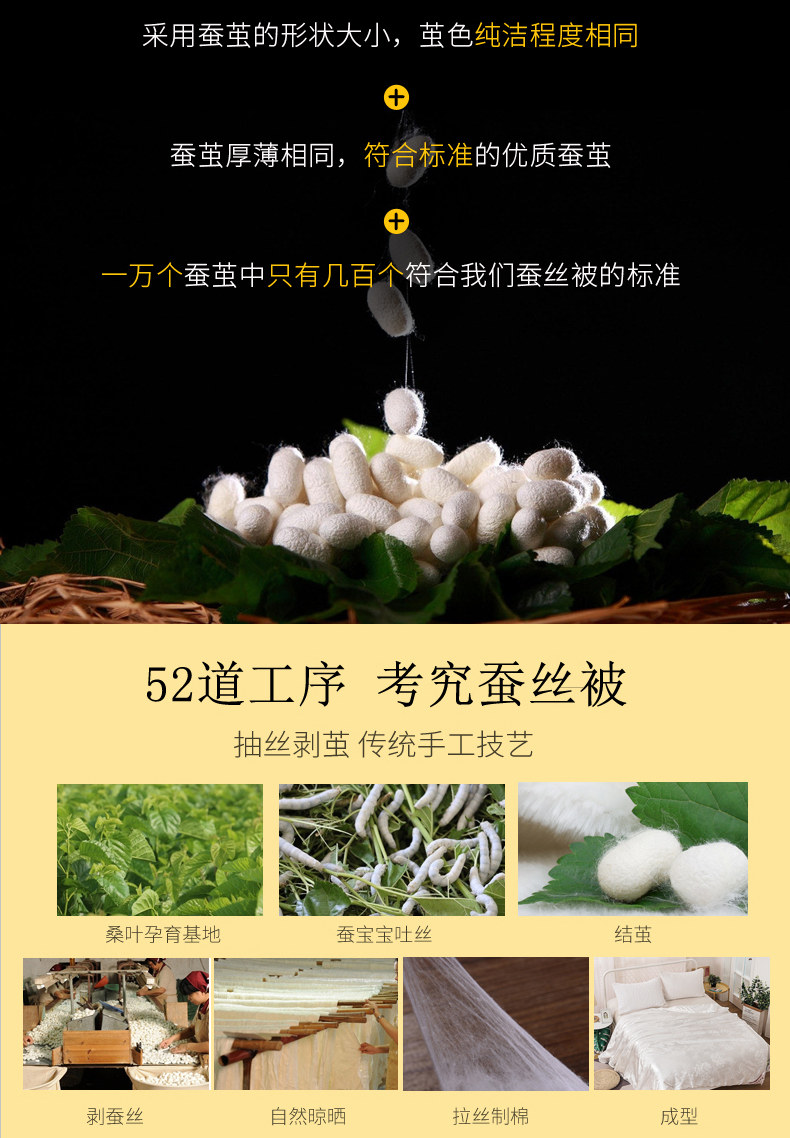 采用蚕茧的形状大小，茧色纯洁程度相同
蚕茧厚薄相同，符合标准的优质蚕茧
一万个蚕茧中只有几百个符合我们蚕丝被的标准
52道工序 考究蚕丝被
抽丝剥茧 传统手工技艺
桑叶孕育基地
蚕宝宝吐丝
结茧
剥蚕丝
自然晾晒
拉丝制棉
成型